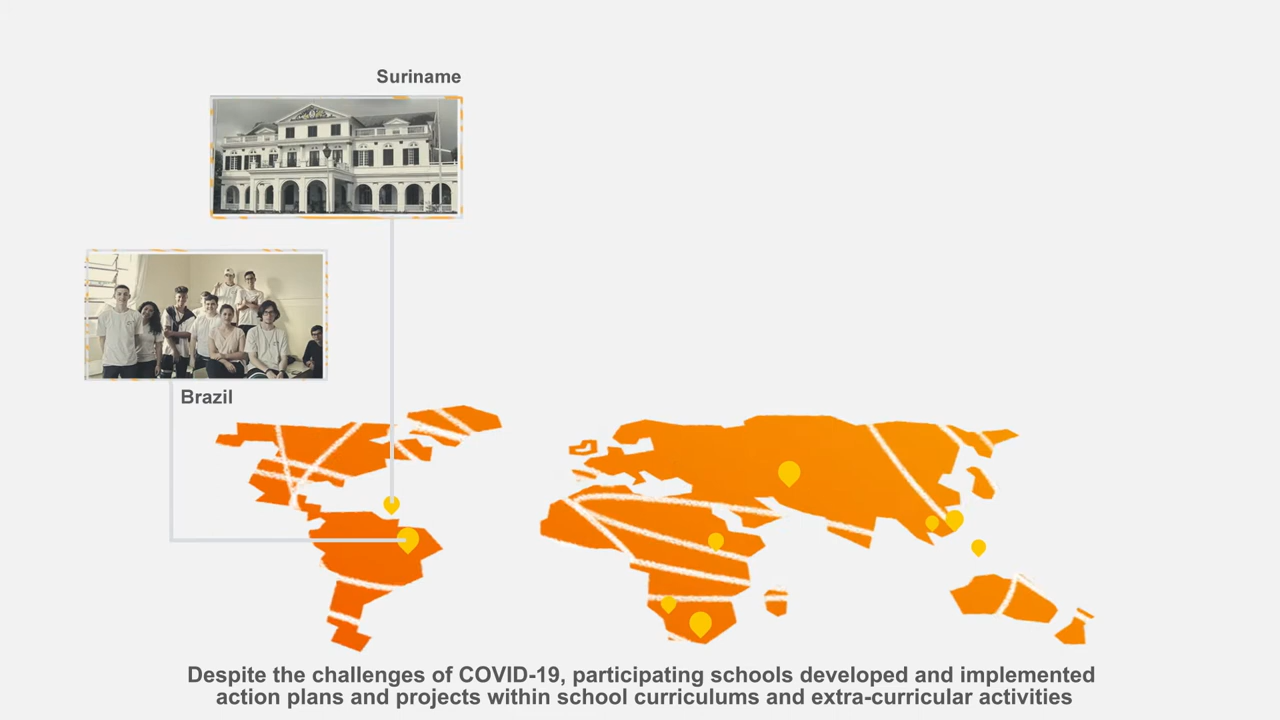 Suriname
Brazil
Despite the challenges of COVID-19, participating schools developed and implemented
action plans and projects within school curriculums and extra-curricular activities